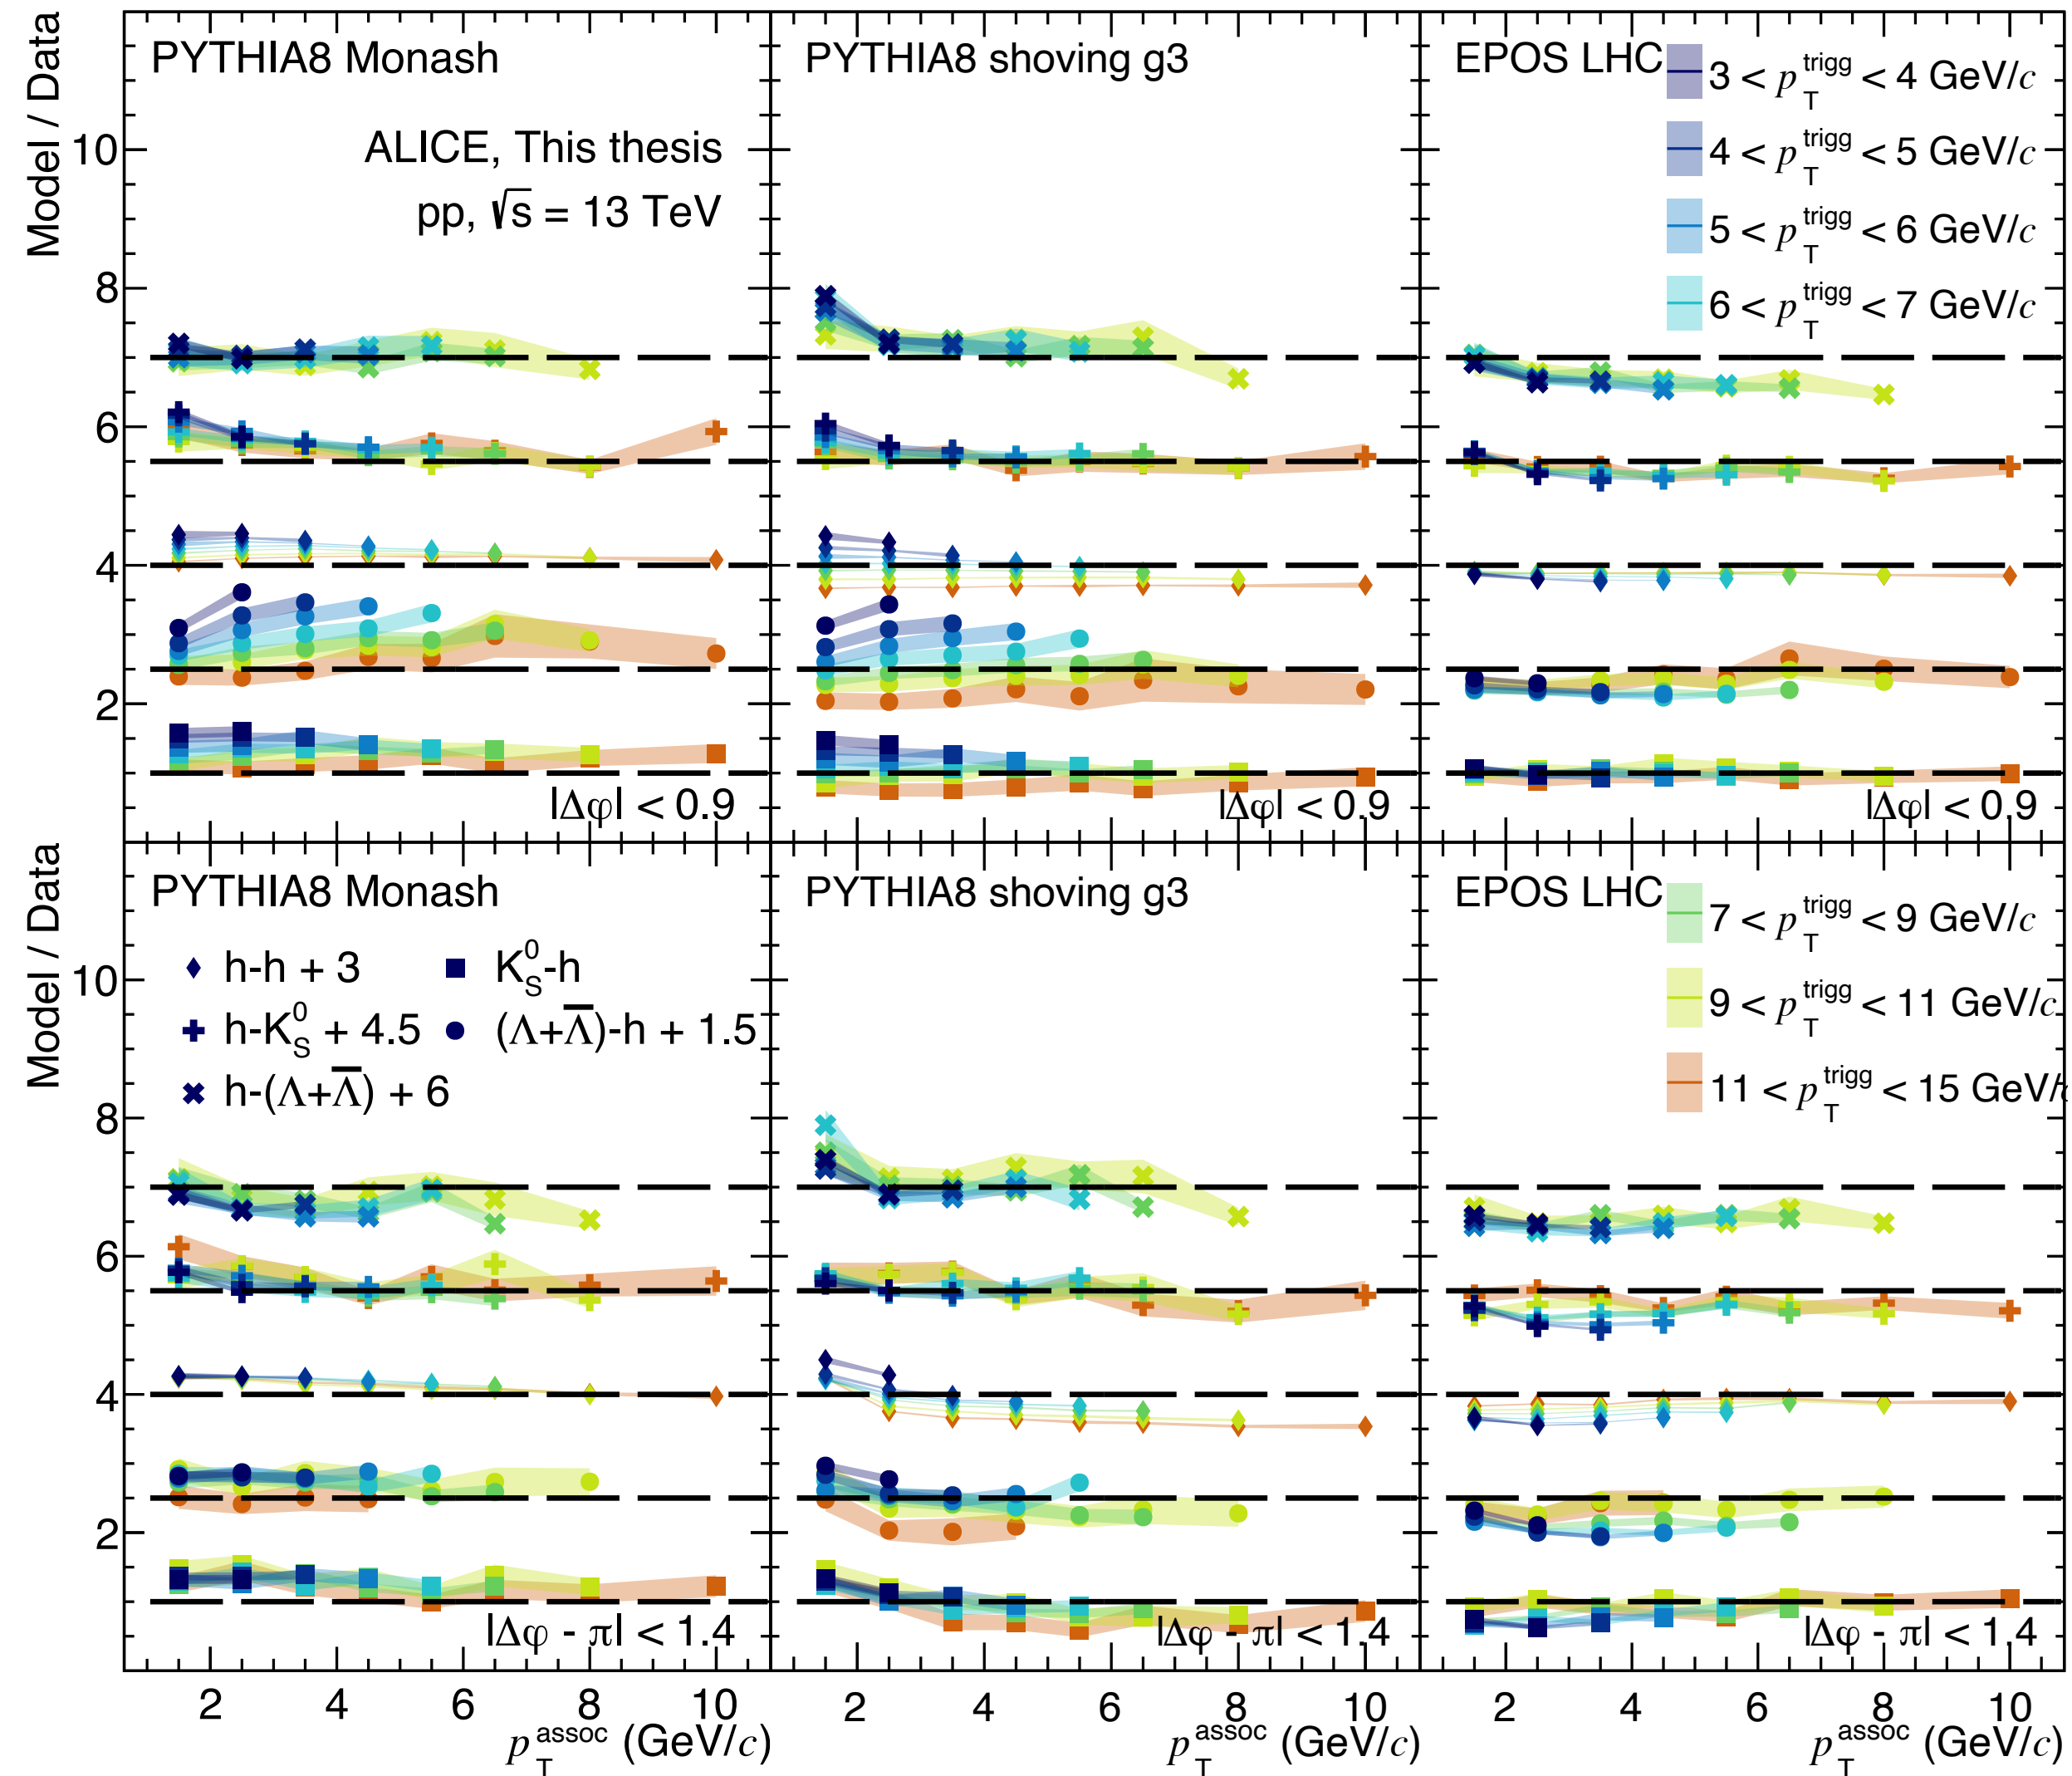 Model / Data
PYTHIA8 Monash
ALICE, This thesis
pp, √s = 13 TeV
|Δφ| < 0.9
10
8
6
4
2
PYTHIA8 shoving g3
|Δφ| < 0.9
EPOS LHC
3 < p_T^trigg < 4 GeV/c
4 < p_T^trigg < 5 GeV/c
5 < p_T^trigg < 6 GeV/c
6 < p_T^trigg < 7 GeV/c
|Δφ| < 0.9
Model / Data
PYTHIA8 Monash
h-h + 3
K_S^0-h
h-K_S^0 + 4.5
(Λ+Λ̅)-h + 1.5
h-(Λ+Λ̅) + 6
|Δφ - π| < 1.4
10
8
6
4
2
PYTHIA8 shoving g3
|Δφ - π| < 1.4
EPOS LHC
7 < p_T^trigg < 9 GeV/c
9 < p_T^trigg < 11 GeV/c
11 < p_T^trigg < 15 GeV/c
|Δφ - π| < 1.4
2 4 6 8 10
2 4 6 8 10
2 4 6 8 10
p_T^assoc (GeV/c)
p_T^assoc (GeV/c)
p_T^assoc (GeV/c)